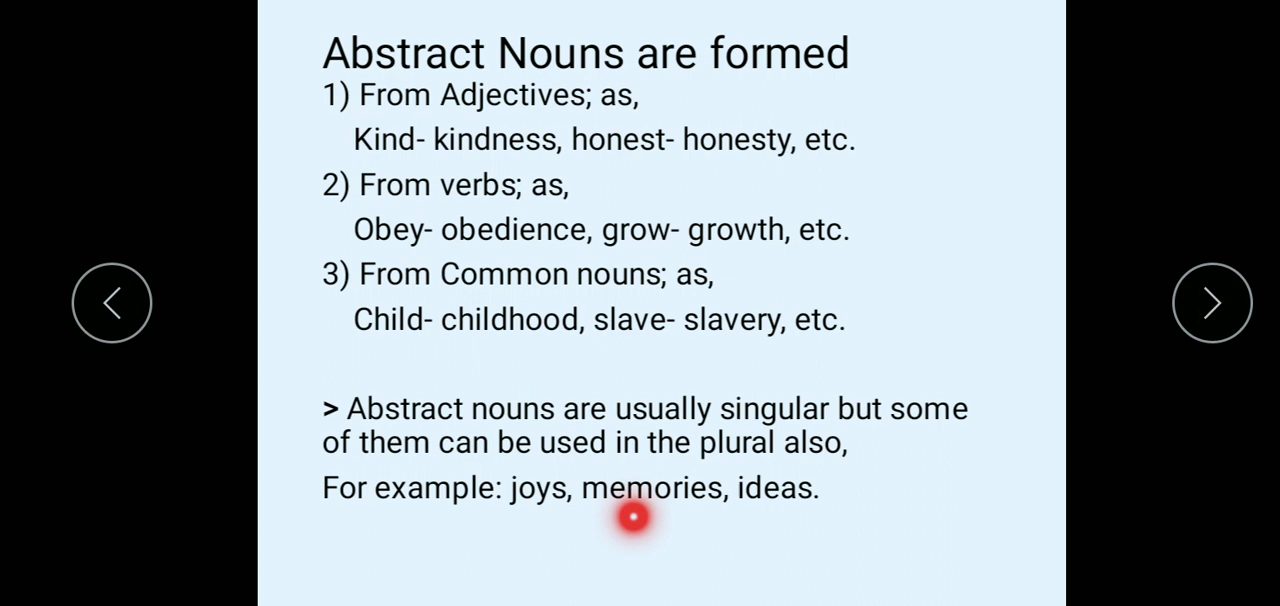 Abstract Nouns are formed
1) From Adjectives; as,
Kind- kindness, honest- honesty, etc.
2) From verbs; as,
Obey- obedience, grow- growth, etc.
3) From Common nouns; as,
Child- childhood, slave- slavery, etc.
> Abstract nouns are usually singular but some
of them can be used in the plural also,
For example: joys, memories, ideas.